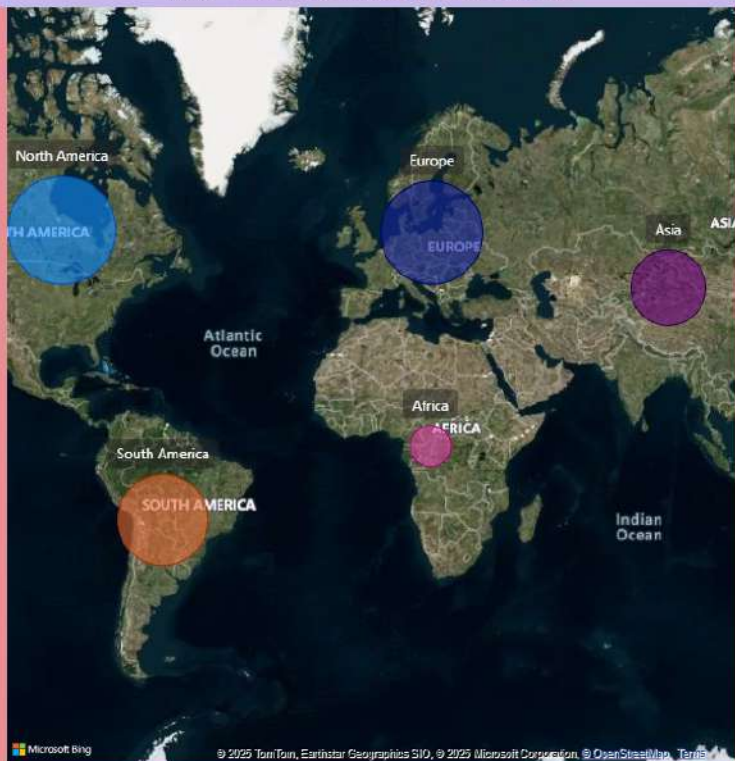 North America
Europe
Asia
TH AMERICA
EUROPE
ASIA
Atlantic
Ocean
Africa
AFRICA
South America
SOUTH AMERICA
Indian
Ocean
Microsoft Bing
© 2025 TomTom, Earthstar Geographics SIO, © 2025 Microsoft Corporation, © OpenStreetMap Terms